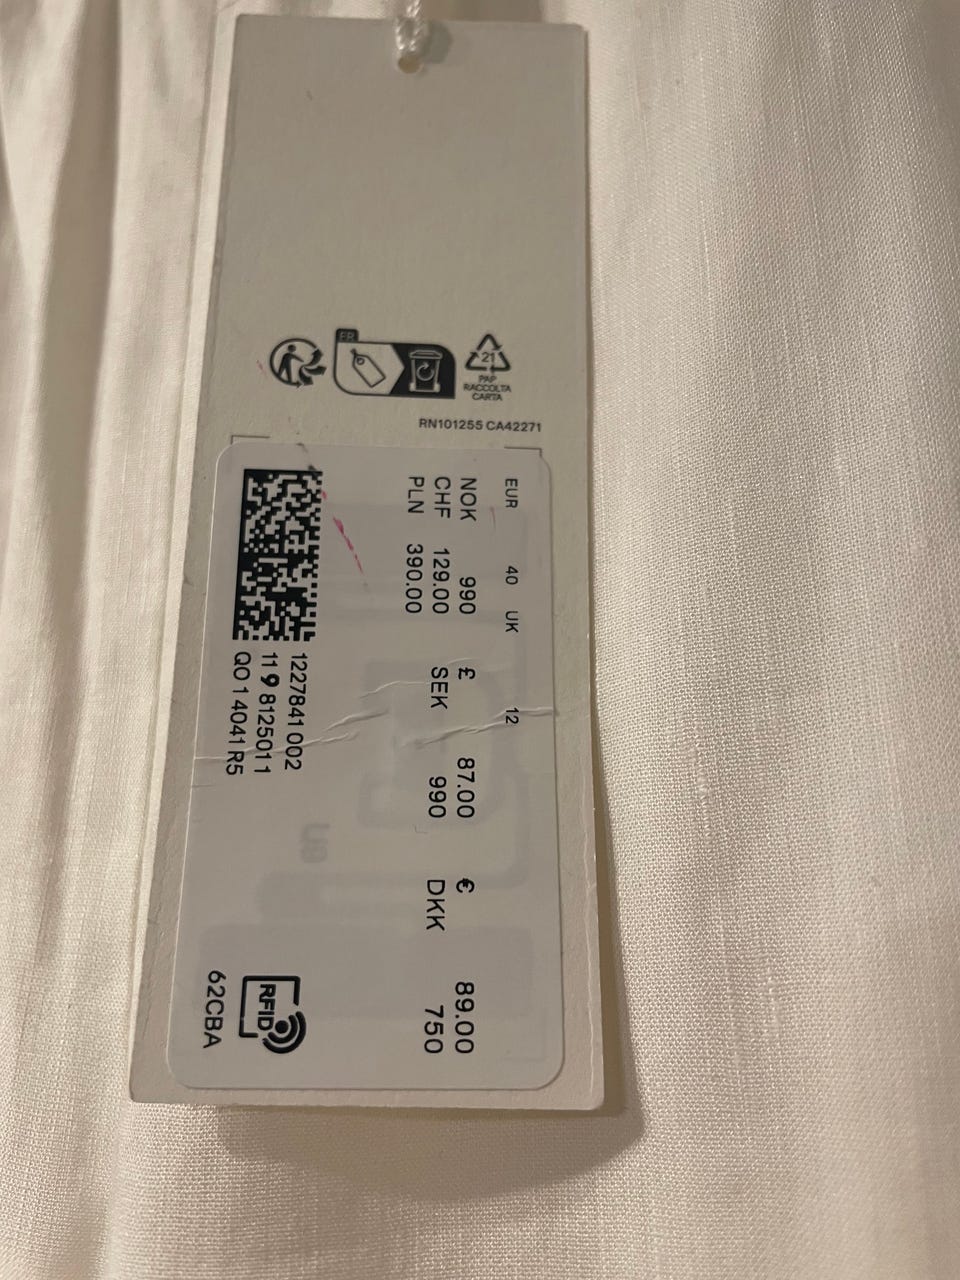 FR
21
PAP
RACCOLTA
CARTA
RN101255 CA42271
EUR 40 UK 12
NOK 990 £ 87.00 € 89.00
CHF 129.00 SEK 990 DKK 750
PLN 390.00
1227841 002
11 9 8125011
QO 1 4041 R5
RFID
62CBA